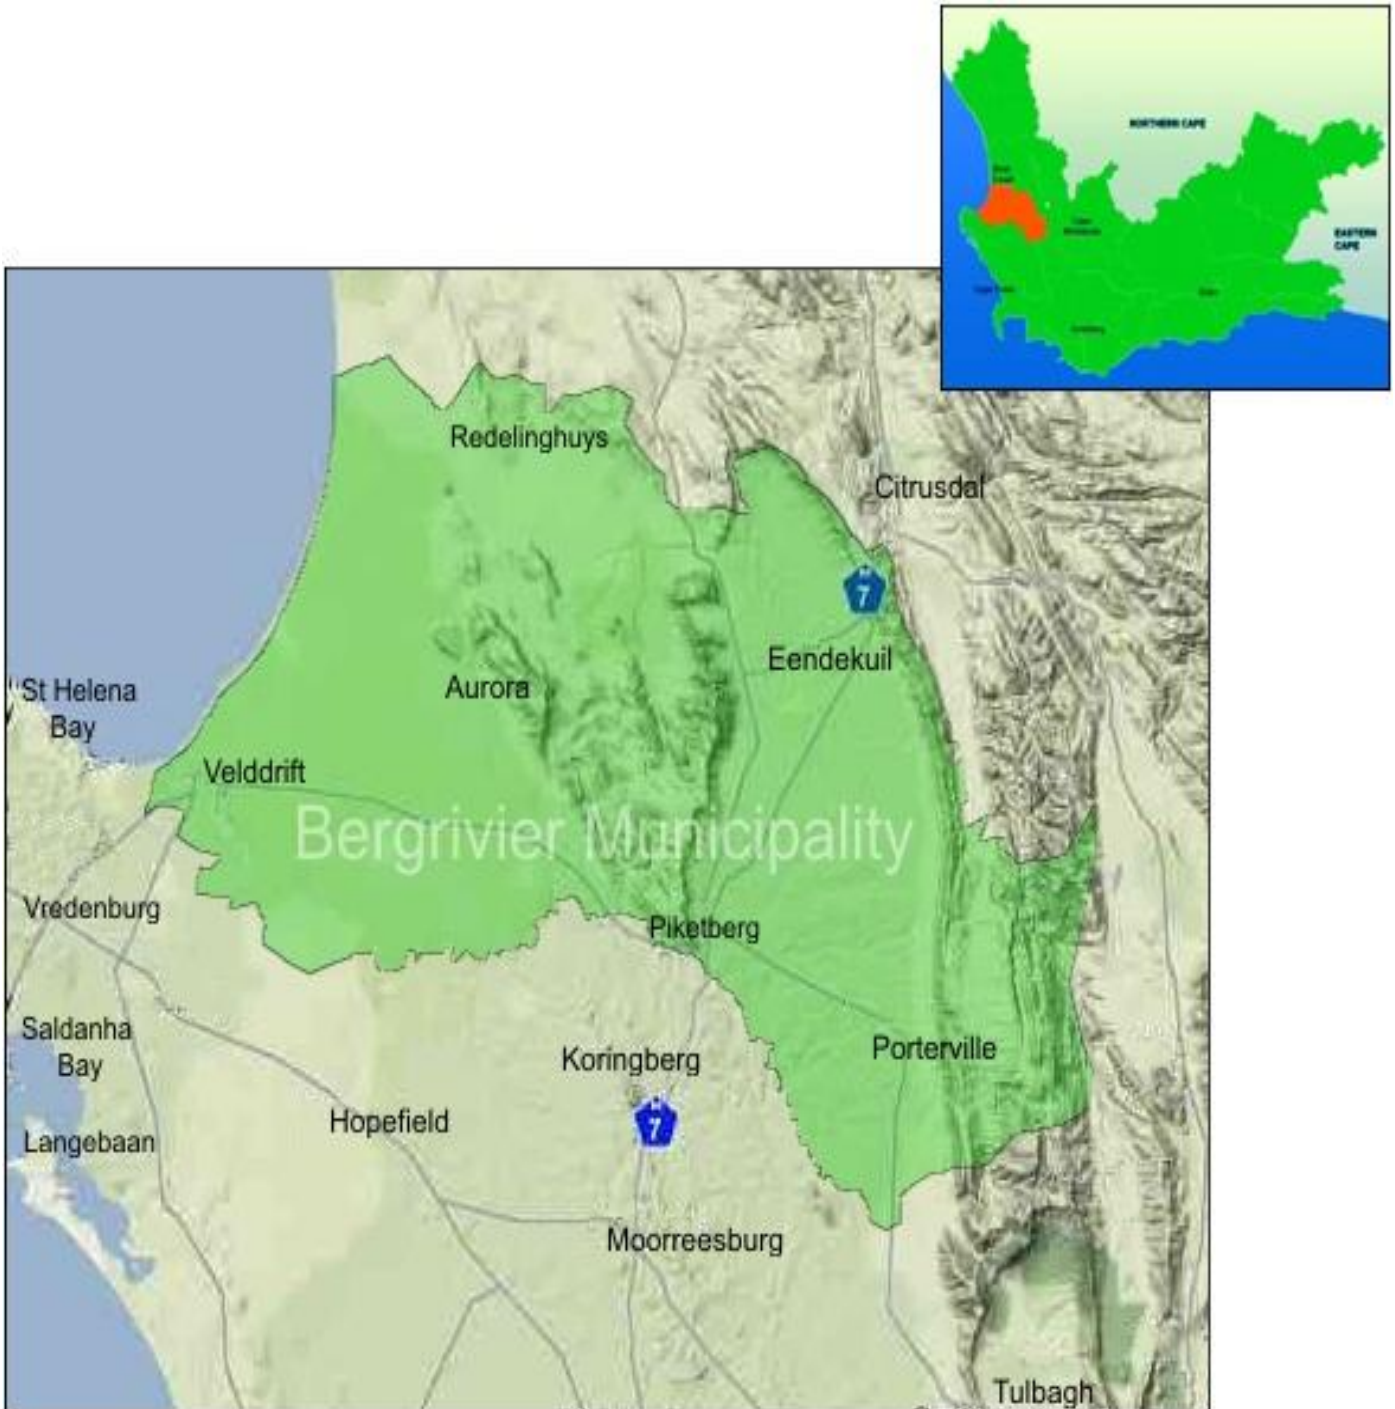 NORTHERN CAPE
EASTERN
CAPE
Redelinghuys
Citrusdal
N
7
Eendekuil
St Helena
Bay
Aurora
Velddrift
Bergrivier Municipality
Vredenburg
Piketberg
Saldanha
Bay
Koringberg
Porterville
N
7
Hopefield
Langebaan
Moorreesburg
Tulbagh